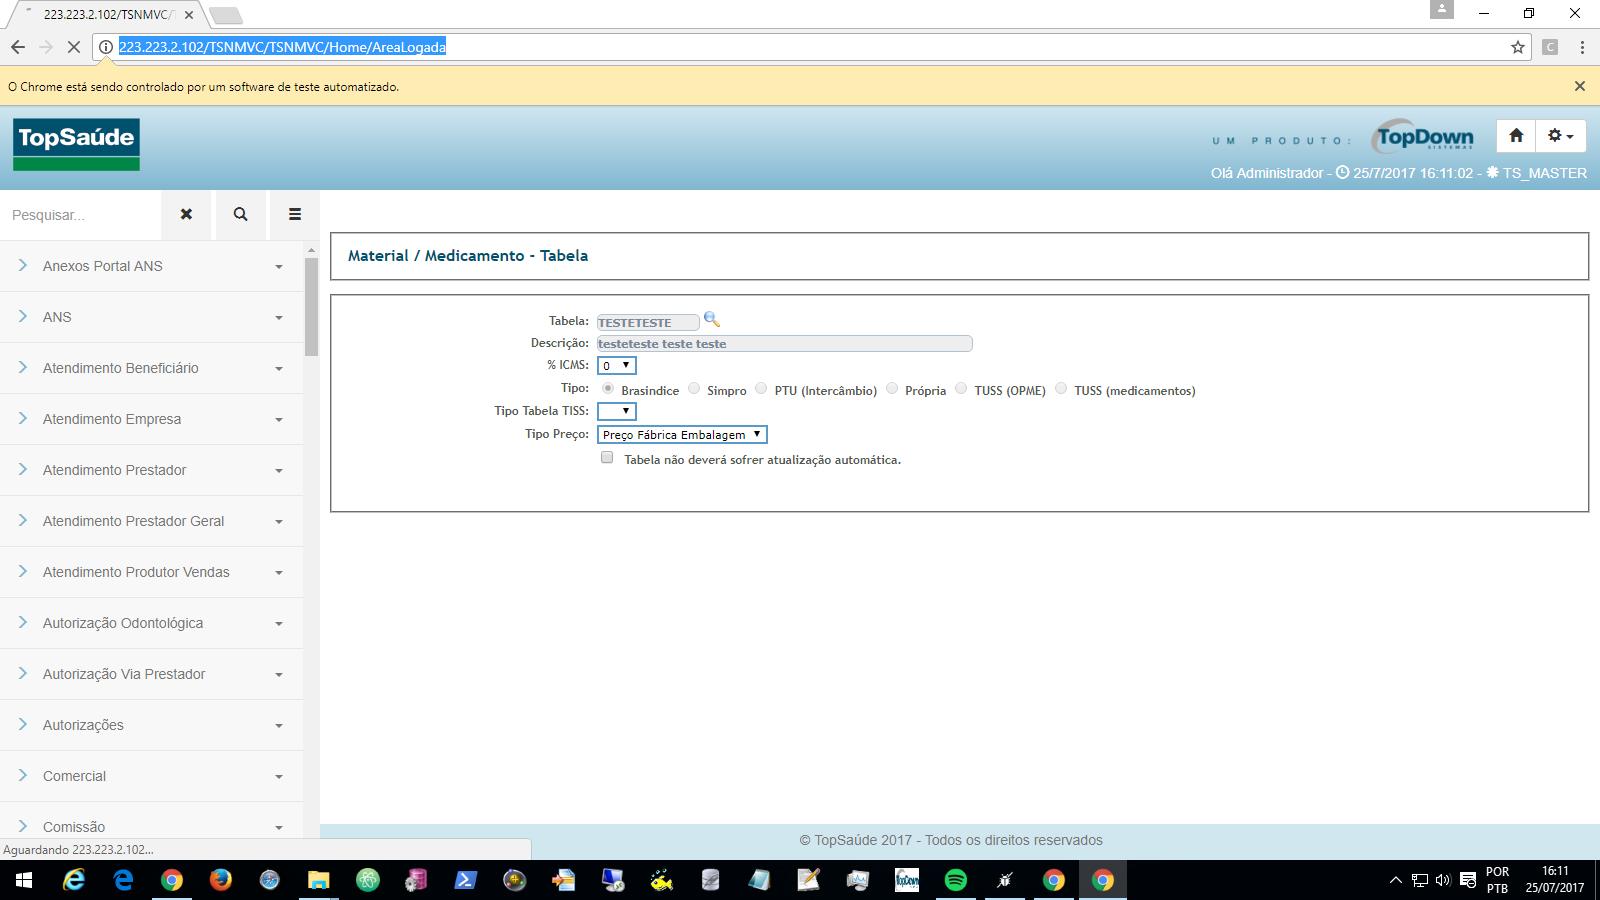 223.223.2.102/TSNMVC/
223.223.2.102/TSNMVC/TSNMVC/Home/AreaLogada
C
O Chrome está sendo controlado por um software de teste automatizado.
TopSaúde
UM PRODUTO:
TopDown
SISTEMAS
Olá Administrador - 25/7/2017 16:11:02 - TS_MASTER
Pesquisar...
Anexos Portal ANS
ANS
Atendimento Beneficiário
Atendimento Empresa
Atendimento Prestador
Atendimento Prestador Geral
Atendimento Produtor Vendas
Autorização Odontológica
Autorização Via Prestador
Autorizações
Comercial
Comissão
Material / Medicamento - Tabela
Tabela: TESTETESTE
Descrição: testeteste teste teste
% ICMS: 0
Tipo: Brasindice Simpro PTU (Intercâmbio) Própria TUSS (OPME) TUSS (medicamentos)
Tipo Tabela TISS:
Tipo Preço: Preço Fábrica Embalagem
Tabela não deverá sofrer atualização automática.
© TopSaúde 2017 - Todos os direitos reservados
Aguardando 223.223.2.102...
TopDown
POR
PTB
16:11
25/07/2017